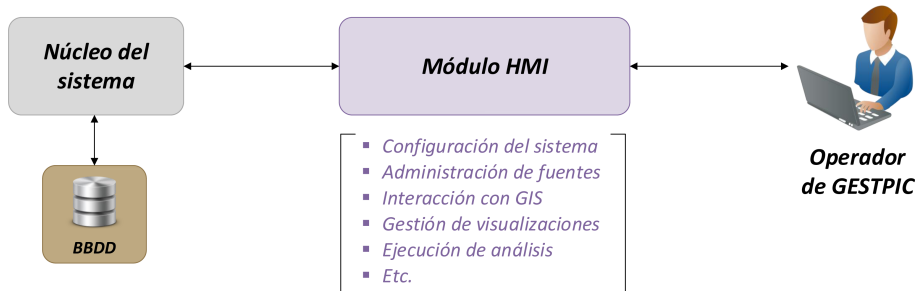 Núcleo del
sistema
Módulo HMI
BBDD
Configuración del sistema
Administración de fuentes
Interacción con GIS
Gestión de visualizaciones
Ejecución de análisis
Etc.
Operador
de GESTPIC